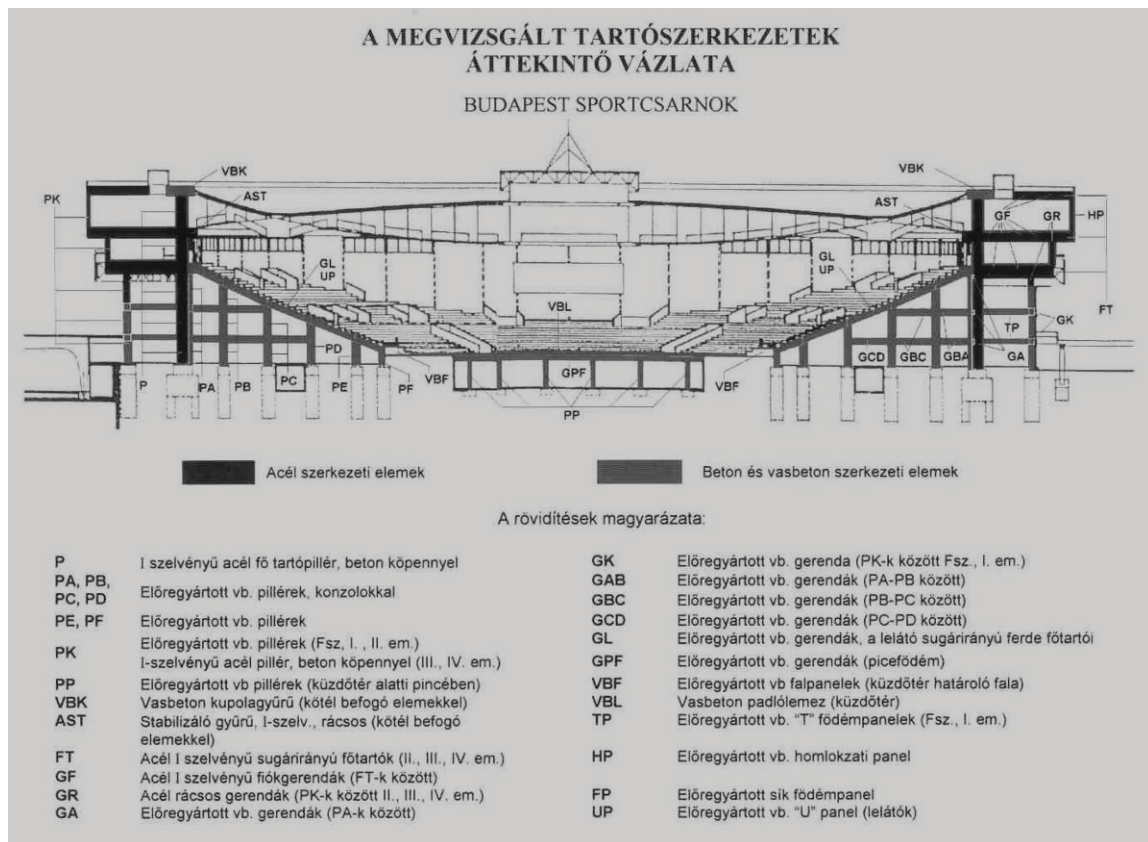 A MEGVIZSGÁLT TARTÓSZERKEZETEK
ÁTTEKINTŐ VÁZLATA
BUDAPEST SPORTCSARNOK
VBK
VBK
PK
AST
AST
GF
GR
HP
GL
UP
GL
UP
VBL
FT
TP
GK
PD
GCD
GBC
GBA
GA
P
PA
PB
PC
PE
PF
VBF
GPF
VBF
PP
Acél szerkezeti elemek
Beton és vasbeton szerkezeti elemek
A rövidítések magyarázata:
P I szelvényű acél fő tartópillér, beton köpennyel
PA, PB,
PC, PD Előregyártott vb. pillérek, konzolokkal
PE, PF Előregyártott vb. pillérek
PK Előregyártott vb. pillérek (Fsz, I. , II. em.)
I-szelvényű acél pillér, beton köpennyel (III., IV. em.)
PP Előregyártott vb pillérek (küzdőtér alatti pincében)
VBK Vasbeton kupolagyűrű (kötél befogó elemekkel)
AST Stabilizáló gyűrű, I-szelv., rácsos (kötél befogó
elemekkel)
FT Acél I szelvényű sugárirányú főtartók (II., III., IV. em.)
GF Acél I szelvényű fiókgerendák (FT-k között)
GR Acél rácsos gerendák (PK-k között II., III., IV. em.)
GA Előregyártott vb. gerendák (PA-k között)
GK Előregyártott vb. gerenda (PK-k között Fsz., I. em.)
GAB Előregyártott vb. gerendák (PA-PB között)
GBC Előregyártott vb. gerendák (PB-PC között)
GCD Előregyártott vb. gerendák (PC-PD között)
GL Előregyártott vb. gerendák, a lelátó sugárirányú ferde főtartói
GPF Előregyártott vb. gerendák (picefödém)
VBF Előregyártott vb falpanelek (küzdőtér határoló fala)
VBL Vasbeton padlólemez (küzdőtér)
TP Előregyártott vb. "T" födémpanelek (Fsz., I. em.)
HP Előregyártott vb. homlokzati panel
FP Előregyártott sík födémpanel
UP Előregyártott vb. "U" panel (lelátók)